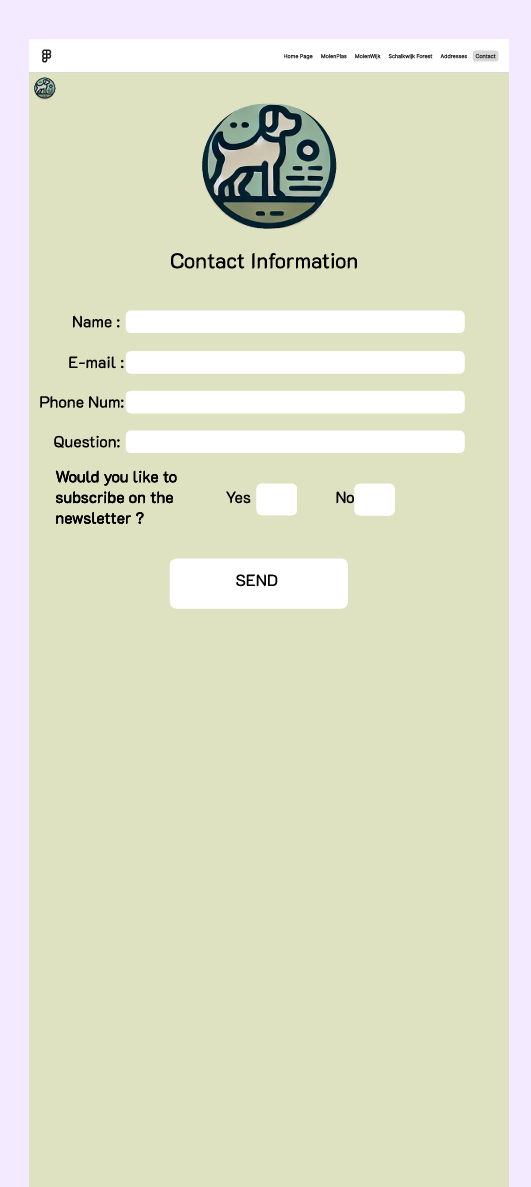 Home Page MolenPlas MolenWijk Schalkwijk Forest Addresses Contact
Contact Information
Name :
E-mail :
Phone Num:
Question:
Would you like to
subscribe on the
newsletter ?
Yes
No
SEND